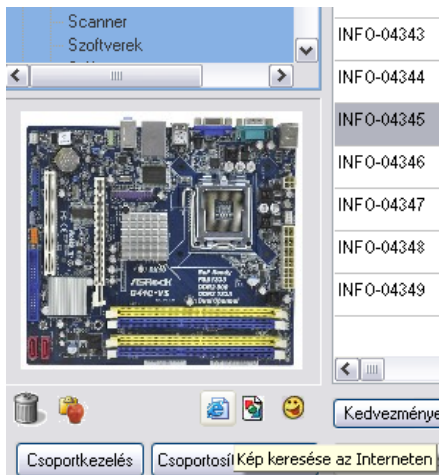 Scanner
Szoftverek
INFO-04343
INFO-04344
INFO-04345
INFO-04346
INFO-04347
INFO-04348
INFO-04349
ASRock
G41C-VS
Kedvezménye
Csoportkezelés
Csoportosít
Kép keresése az Interneten